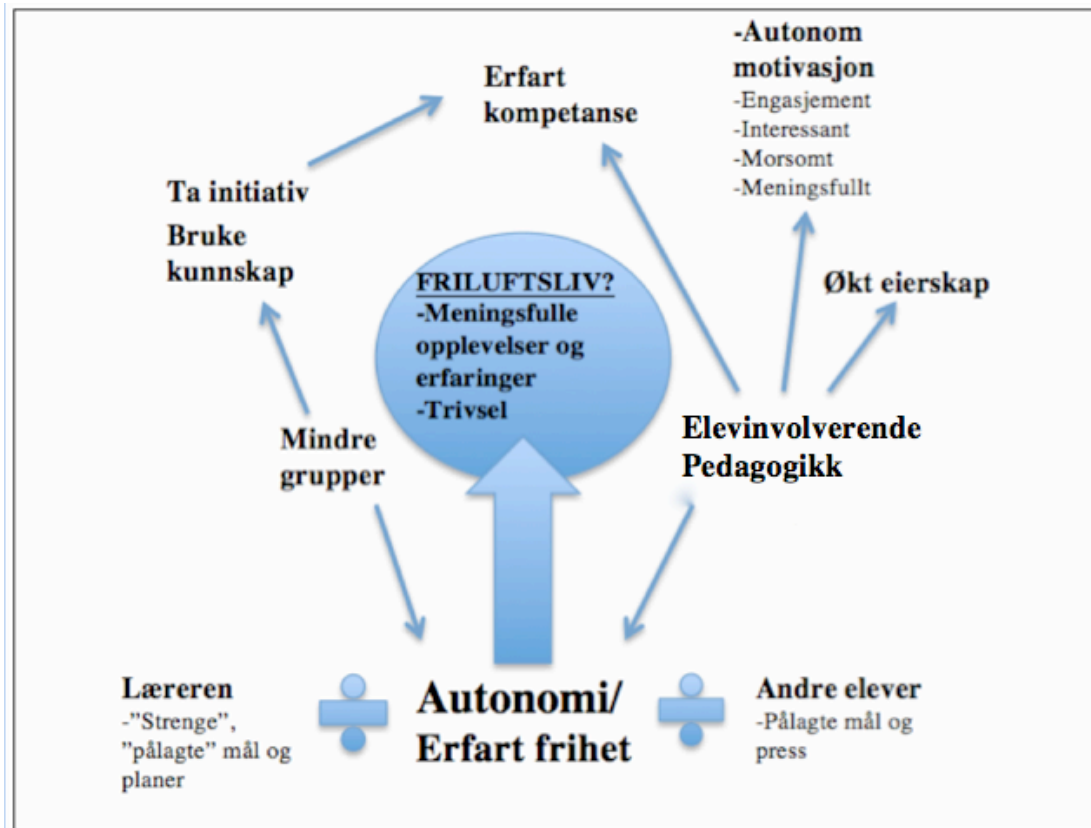 -Autonom
motivasjon
-Engasjement
-Interessant
-Morsomt
-Meningsfullt
Erfart
kompetanse
Ta initiativ
Bruke
kunnskap
FRILUFTSLIV?
-Meningsfulle
opplevelser og
erfaringer
-Trivsel
Økt eierskap
Mindre
grupper
Elevinvolverende
Pedagogikk
Læreren
-”Strenge”,
”pålagte” mål og
planer
Autonomi/
Erfart frihet
Andre elever
-Pålagte mål og
press